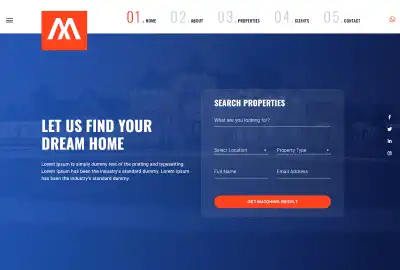 01. HOME
02. ABOUT
03. PROPERTIES
04. CLIENTS
05. CONTACT
LET US FIND YOUR
DREAM HOME
Lorem Ipsum is simply dummy text of the printing and typesetting
Lorem Ipsum has been the industry's standard dummy text ever
has been the industry's standard dummy text.
SEARCH PROPERTIES
What are you looking for?
Select Location
Property Type
Full Name
Email Address
GET MATCHING RESULT